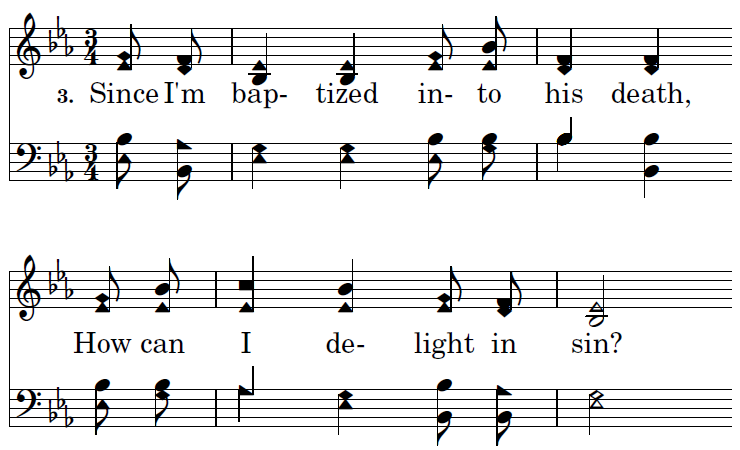 3. Since I'm bap- tized in- to his death,
How can I de- light in sin?